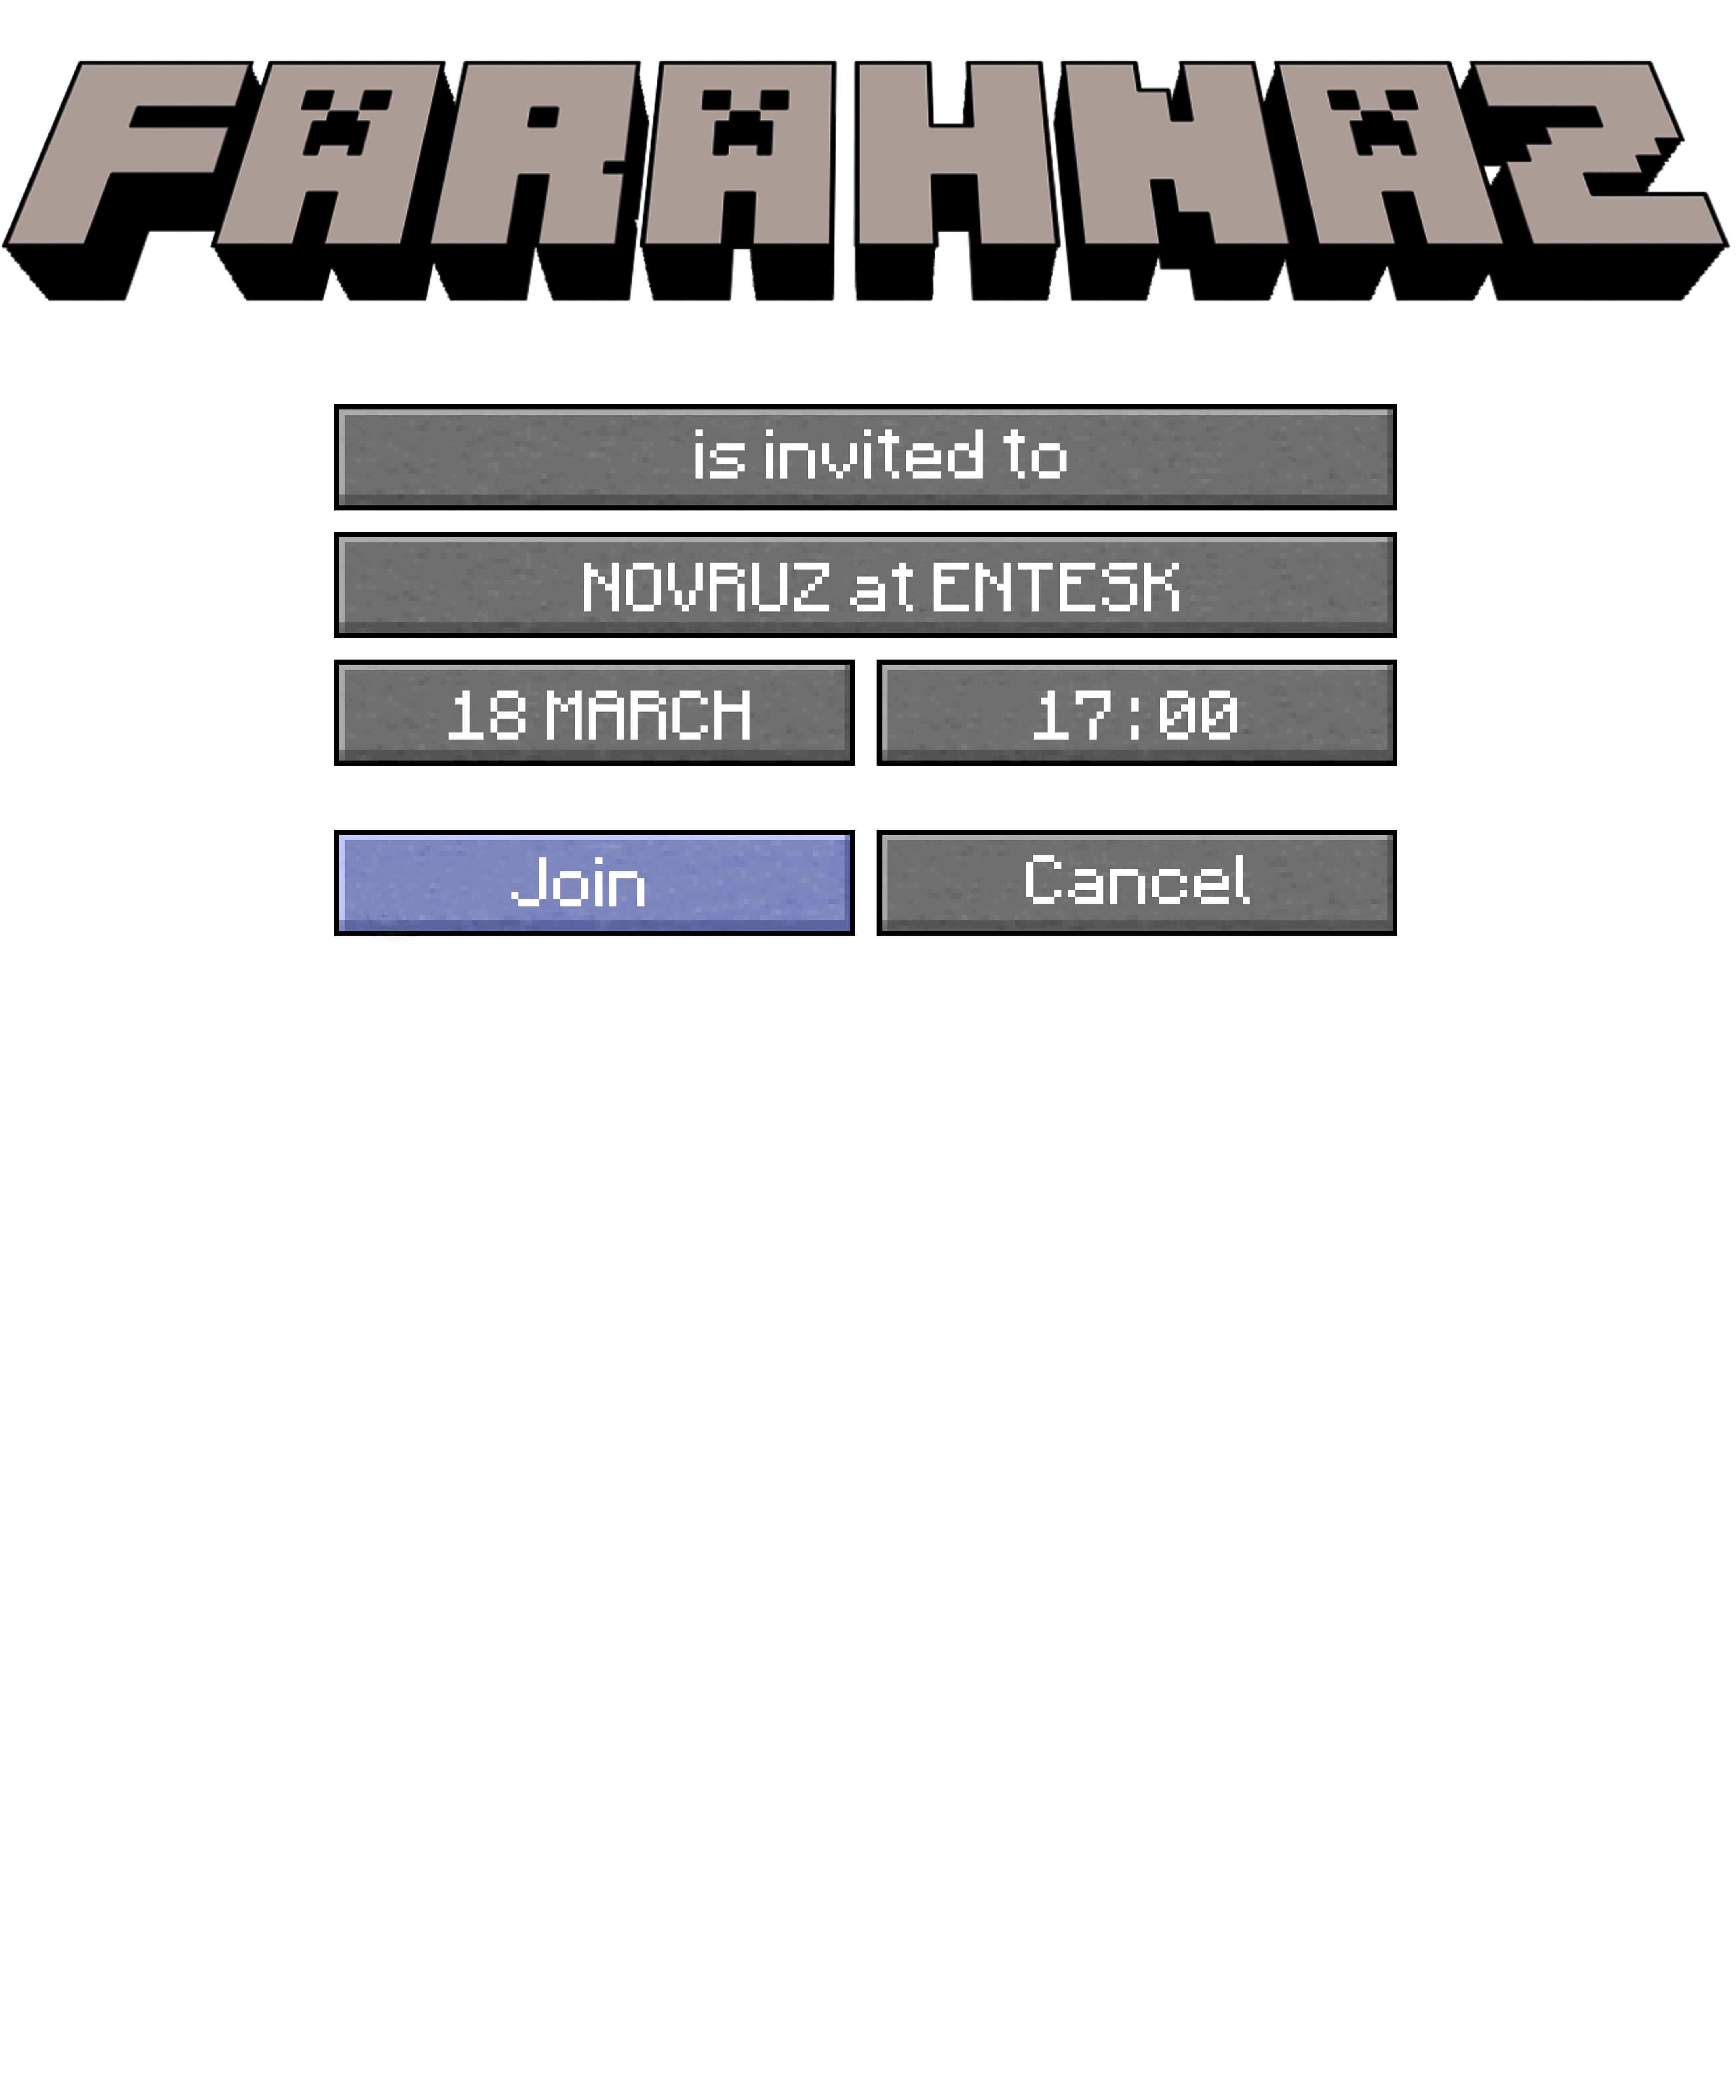 FARAHNAZ
is invited to
NOVRUZ at ENTESK
18 MARCH
17:00
Join
Cancel